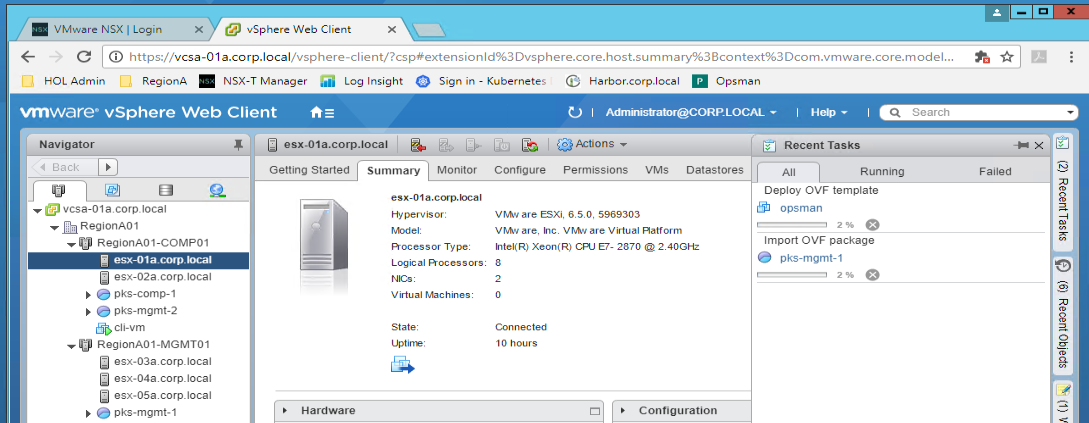 VMware NSX | Login
vSphere Web Client
https://vcsa-01a.corp.local/vsphere-client/?csp#extensionId%3Dvsphere.core.host.summary%3Bcontext%3Dcom.vmware.core.model...
HOL Admin RegionA NSX NSX-T Manager Log Insight Sign in - Kubernetes Harbor.corp.local P Opsman
vmware® vSphere Web Client
Administrator@CORP.LOCAL Help Search
Navigator
Back
vcsa-01a.corp.local
RegionA01
RegionA01-COMP01
esx-01a.corp.local
esx-02a.corp.local
pks-comp-1
pks-mgmt-2
cli-vm
RegionA01-MGMT01
esx-03a.corp.local
esx-04a.corp.local
esx-05a.corp.local
pks-mgmt-1
esx-01a.corp.local Actions
Getting Started Summary Monitor Configure Permissions VMs Datastores
esx-01a.corp.local
Hypervisor: VMware ESXi, 6.5.0, 5969303
Model: VMware, Inc. VMware Virtual Platform
Processor Type: Intel(R) Xeon(R) CPU E7- 2870 @ 2.40GHz
Logical Processors: 8
NICs: 2
Virtual Machines: 0
State: Connected
Uptime: 10 hours
Hardware
Configuration
Recent Tasks
All Running Failed
Deploy OVF template
opsman
2 %
Import OVF package
pks-mgmt-1
2 %
(2) Recent Tasks
(6) Recent Objects
(1)